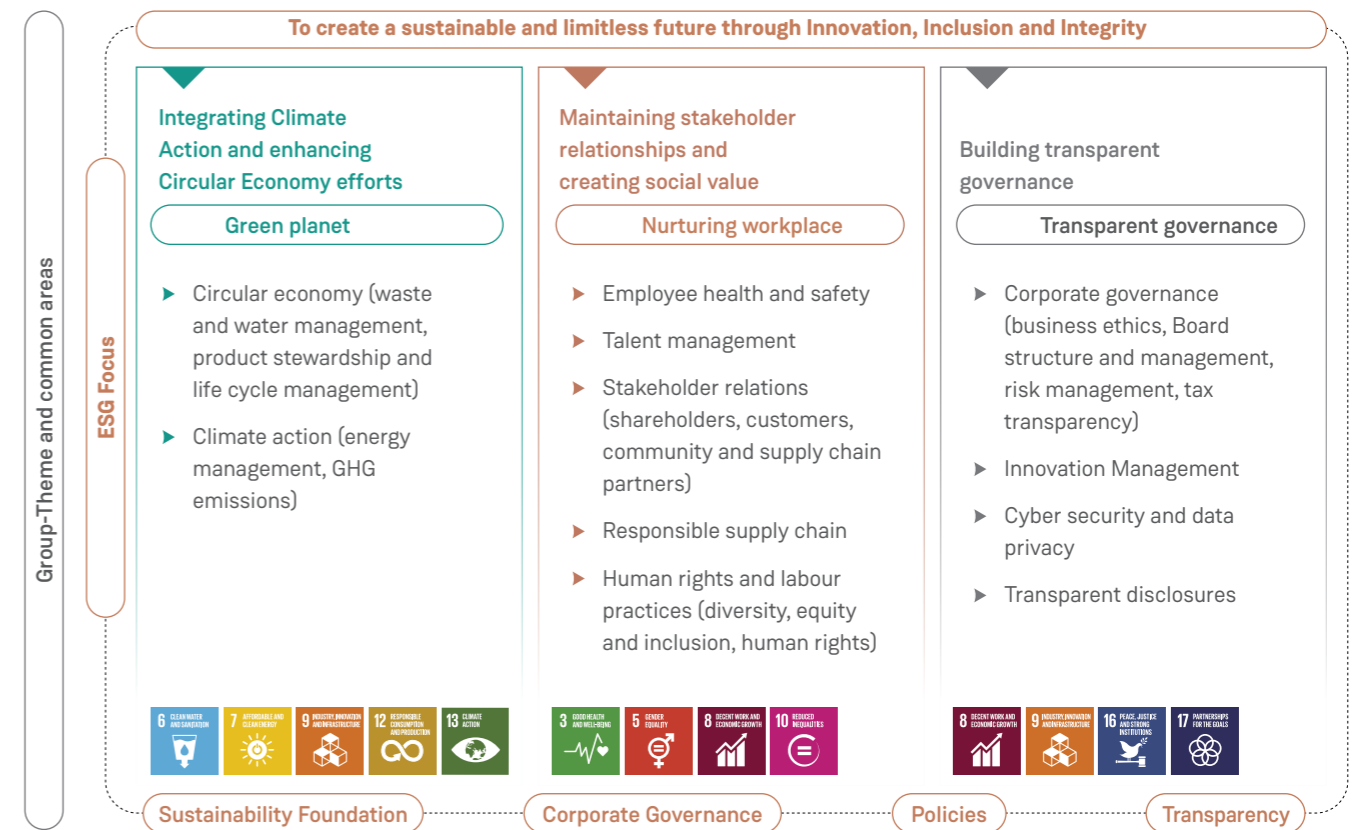 To create a sustainable and limitless future through Innovation, Inclusion and Integrity
Group-Theme and common areas
ESG Focus
Integrating Climate
Action and enhancing
Circular Economy efforts
Green planet
Circular economy (waste
and water management,
product stewardship and
life cycle management)
Climate action (energy
management, GHG
emissions)
6 CLEAN WATER
AND SANITATION
7 AFFORDABLE AND
CLEAN ENERGY
9 INDUSTRY, INNOVATION
AND INFRASTRUCTURE
12 RESPONSIBLE
CONSUMPTION
AND PRODUCTION
13 CLIMATE
ACTION
Maintaining stakeholder
relationships and
creating social value
Nurturing workplace
Employee health and safety
Talent management
Stakeholder relations
(shareholders, customers,
community and supply chain
partners)
Responsible supply chain
Human rights and labour
practices (diversity, equity
and inclusion, human rights)
3 GOOD HEALTH
AND WELL-BEING
5 GENDER
EQUALITY
8 DECENT WORK AND
ECONOMIC GROWTH
10 REDUCED
INEQUALITIES
Building transparent
governance
Transparent governance
Corporate governance
(business ethics, Board
structure and management,
risk management, tax
transparency)
Innovation Management
Cyber security and data
privacy
Transparent disclosures
8 DECENT WORK AND
ECONOMIC GROWTH
9 INDUSTRY, INNOVATION
AND INFRASTRUCTURE
16 PEACE, JUSTICE
AND STRONG
INSTITUTIONS
17 PARTNERSHIPS
FOR THE GOALS
Sustainability Foundation
Corporate Governance
Policies
Transparency